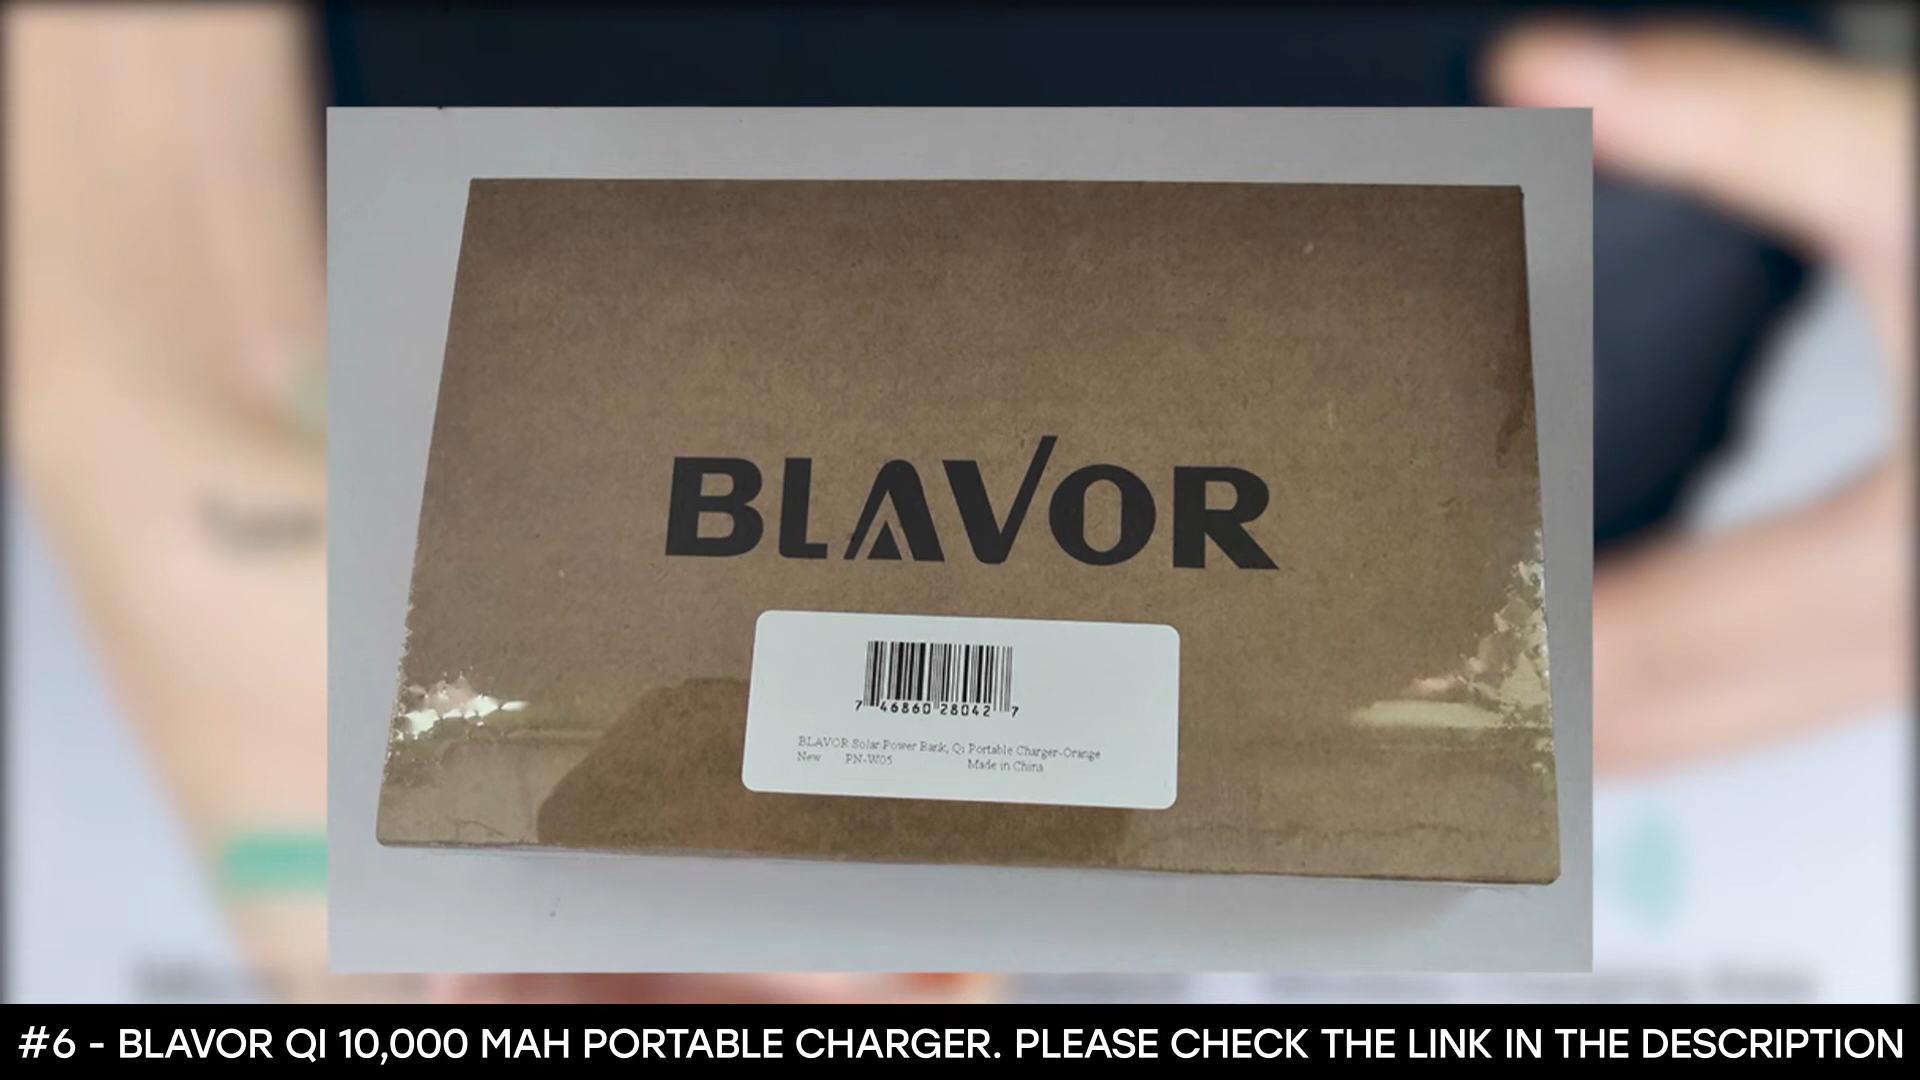 BLAVOR
7 46860 28042 7
BLAVOR Solar Power Bank, Qi Portable Charger-Orange
New PN-W05 Made in China
#6 - BLAVOR QI 10,000 MAH PORTABLE CHARGER. PLEASE CHECK THE LINK IN THE DESCRIPTION